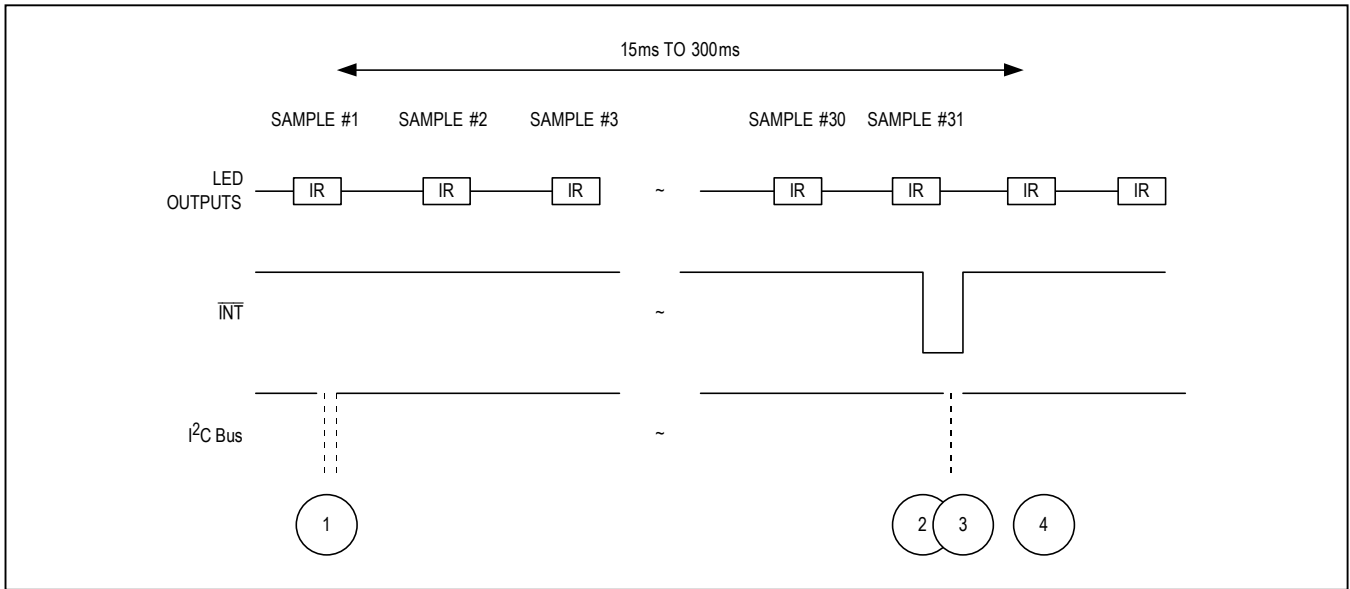 15ms TO 300ms
SAMPLE #1 SAMPLE #2 SAMPLE #3 SAMPLE #30 SAMPLE #31
LED
OUTPUTS
IR IR IR ~ IR IR IR IR
INT
~
I2C Bus
~
1 2 3 4